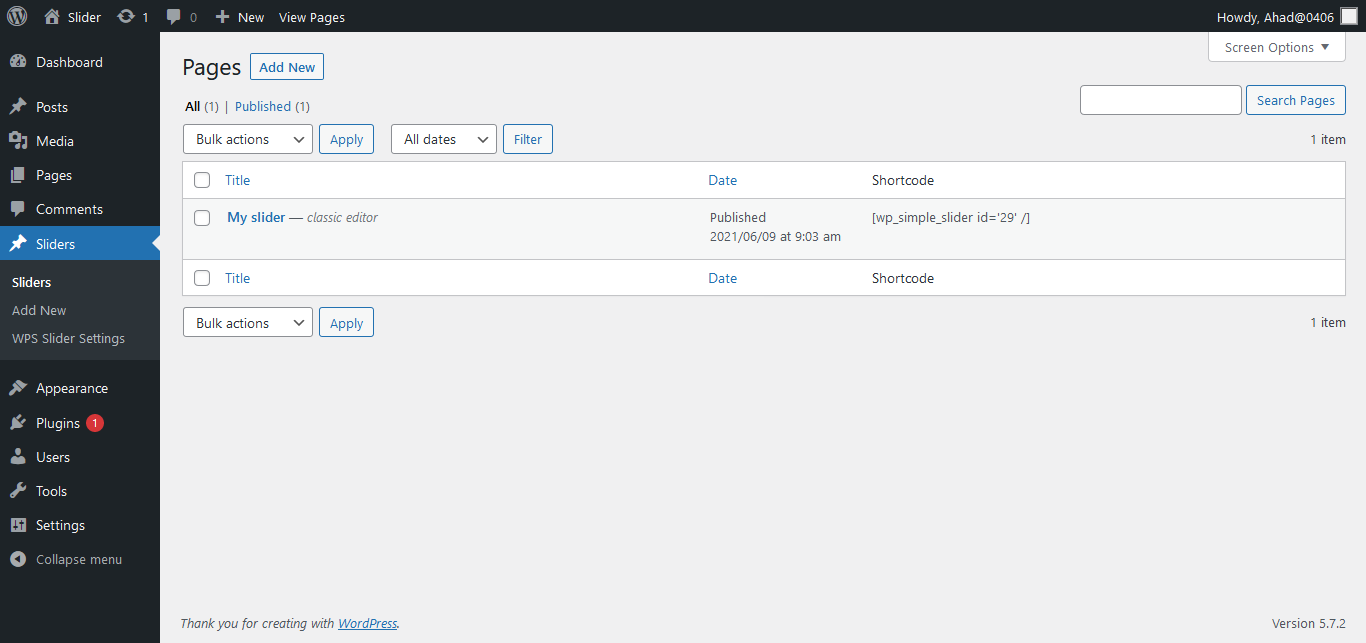 Slider 1 0 New View Pages Howdy, Ahad@0406
Screen Options
Dashboard
Posts
Media
Pages
Comments
Sliders
Sliders
Add New
WPS Slider Settings
Appearance
Plugins 1
Users
Tools
Settings
Collapse menu
Pages Add New
All (1) | Published (1)
Search Pages
Bulk actions Apply All dates Filter 1 item
Title Date Shortcode
My slider — classic editor Published [wp_simple_slider id='29' /]
2021/06/09 at 9:03 am
Title Date Shortcode
Bulk actions Apply 1 item
Thank you for creating with WordPress. Version 5.7.2